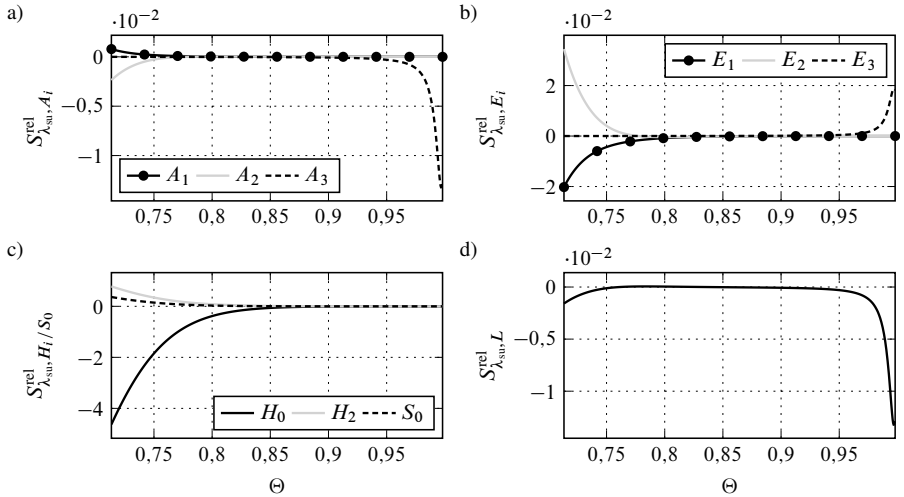 a)
·10⁻²
0
−0.5
−1
S^rel_λsu,A_i
A₁ A₂ A₃
0,75 0,8 0,85 0,9 0,95
b)
·10⁻²
2
0
−2
S^rel_λsu,E_i
E₁ E₂ E₃
0,75 0,8 0,85 0,9 0,95
c)
0
−2
−4
S^rel_λsu,H_i/S₀
H₀ H₂ S₀
0,75 0,8 0,85 0,9 0,95
Θ
d)
·10⁻²
0
−0.5
−1
S^rel_λsu,L
0,75 0,8 0,85 0,9 0,95
Θ